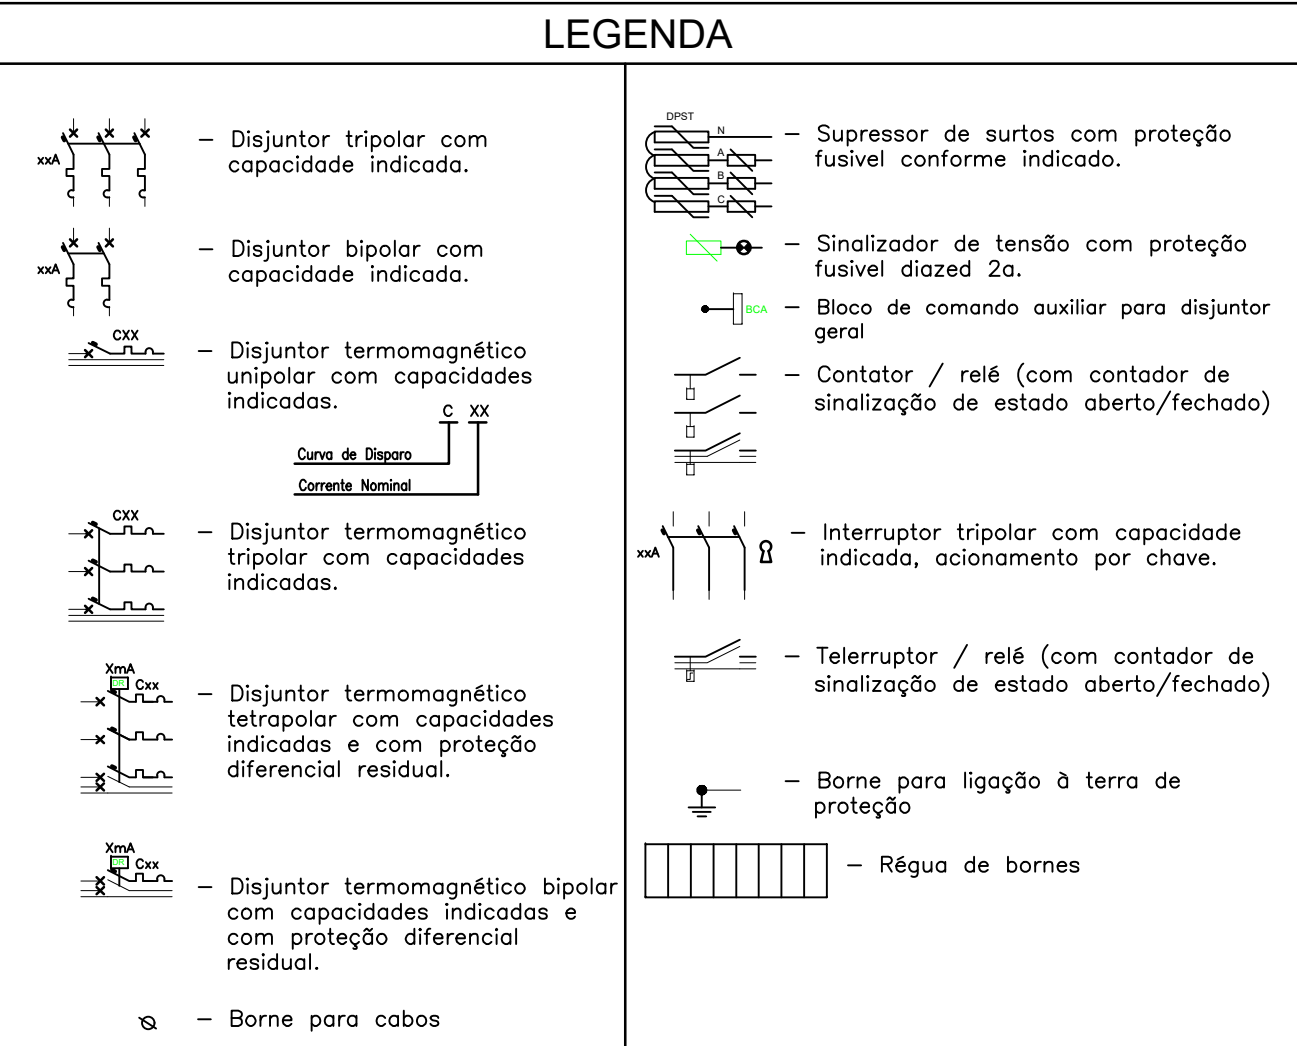 LEGENDA
xxA
– Disjuntor tripolar com
capacidade indicada.
xxA
– Disjuntor bipolar com
capacidade indicada.
CXX
– Disjuntor termomagnético
unipolar com capacidades
indicadas.
C XX
Curva de Disparo
Corrente Nominal
CXX
– Disjuntor termomagnético
tripolar com capacidades
indicadas.
XmA
DR Cxx
– Disjuntor termomagnético
tetrapolar com capacidades
indicadas e com proteção
diferencial residual.
XmA
DR Cxx
– Disjuntor termomagnético bipolar
com capacidades indicadas e
com proteção diferencial
residual.
– Borne para cabos
DPST
N
A
B
C
– Supressor de surtos com proteção
fusivel conforme indicado.
– Sinalizador de tensão com proteção
fusivel diazed 2a.
BCA
– Bloco de comando auxiliar para disjuntor
geral
– Contator / relé (com contador de
sinalização de estado aberto/fechado)
xxA
– Interruptor tripolar com capacidade
indicada, acionamento por chave.
– Telerruptor / relé (com contador de
sinalização de estado aberto/fechado)
– Borne para ligação à terra de
proteção
– Régua de bornes